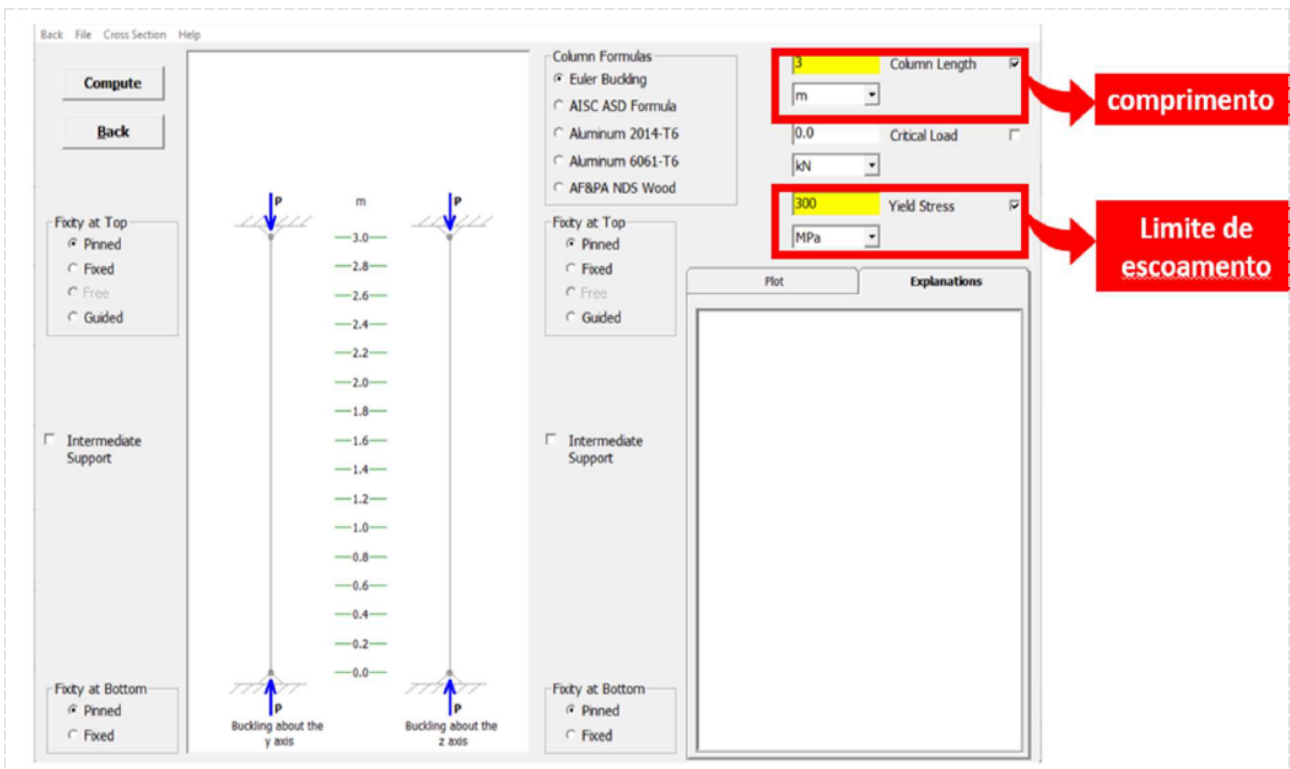 Back File Cross Section Help
Compute
Back
Fixity at Top
Pinned
Fixed
Free
Guided
Intermediate
Support
Fixity at Bottom
Pinned
Fixed
P
m
P
3.0
2.8
2.6
2.4
2.2
2.0
1.8
1.6
1.4
1.2
1.0
0.8
0.6
0.4
0.2
0.0
P
P
Buckling about the
y axis
Buckling about the
z axis
Column Formulas
Euler Buckling
AISC ASD Formula
Aluminum 2014-T6
Aluminum 6061-T6
AF&PA NDS Wood
Fixity at Top
Pinned
Fixed
Free
Guided
Intermediate
Support
Fixity at Bottom
Pinned
Fixed
3 Column Length
m
0.0 Critical Load
kN
300 Yield Stress
MPa
Plot Explanations
comprimento
Limite de
escoamento